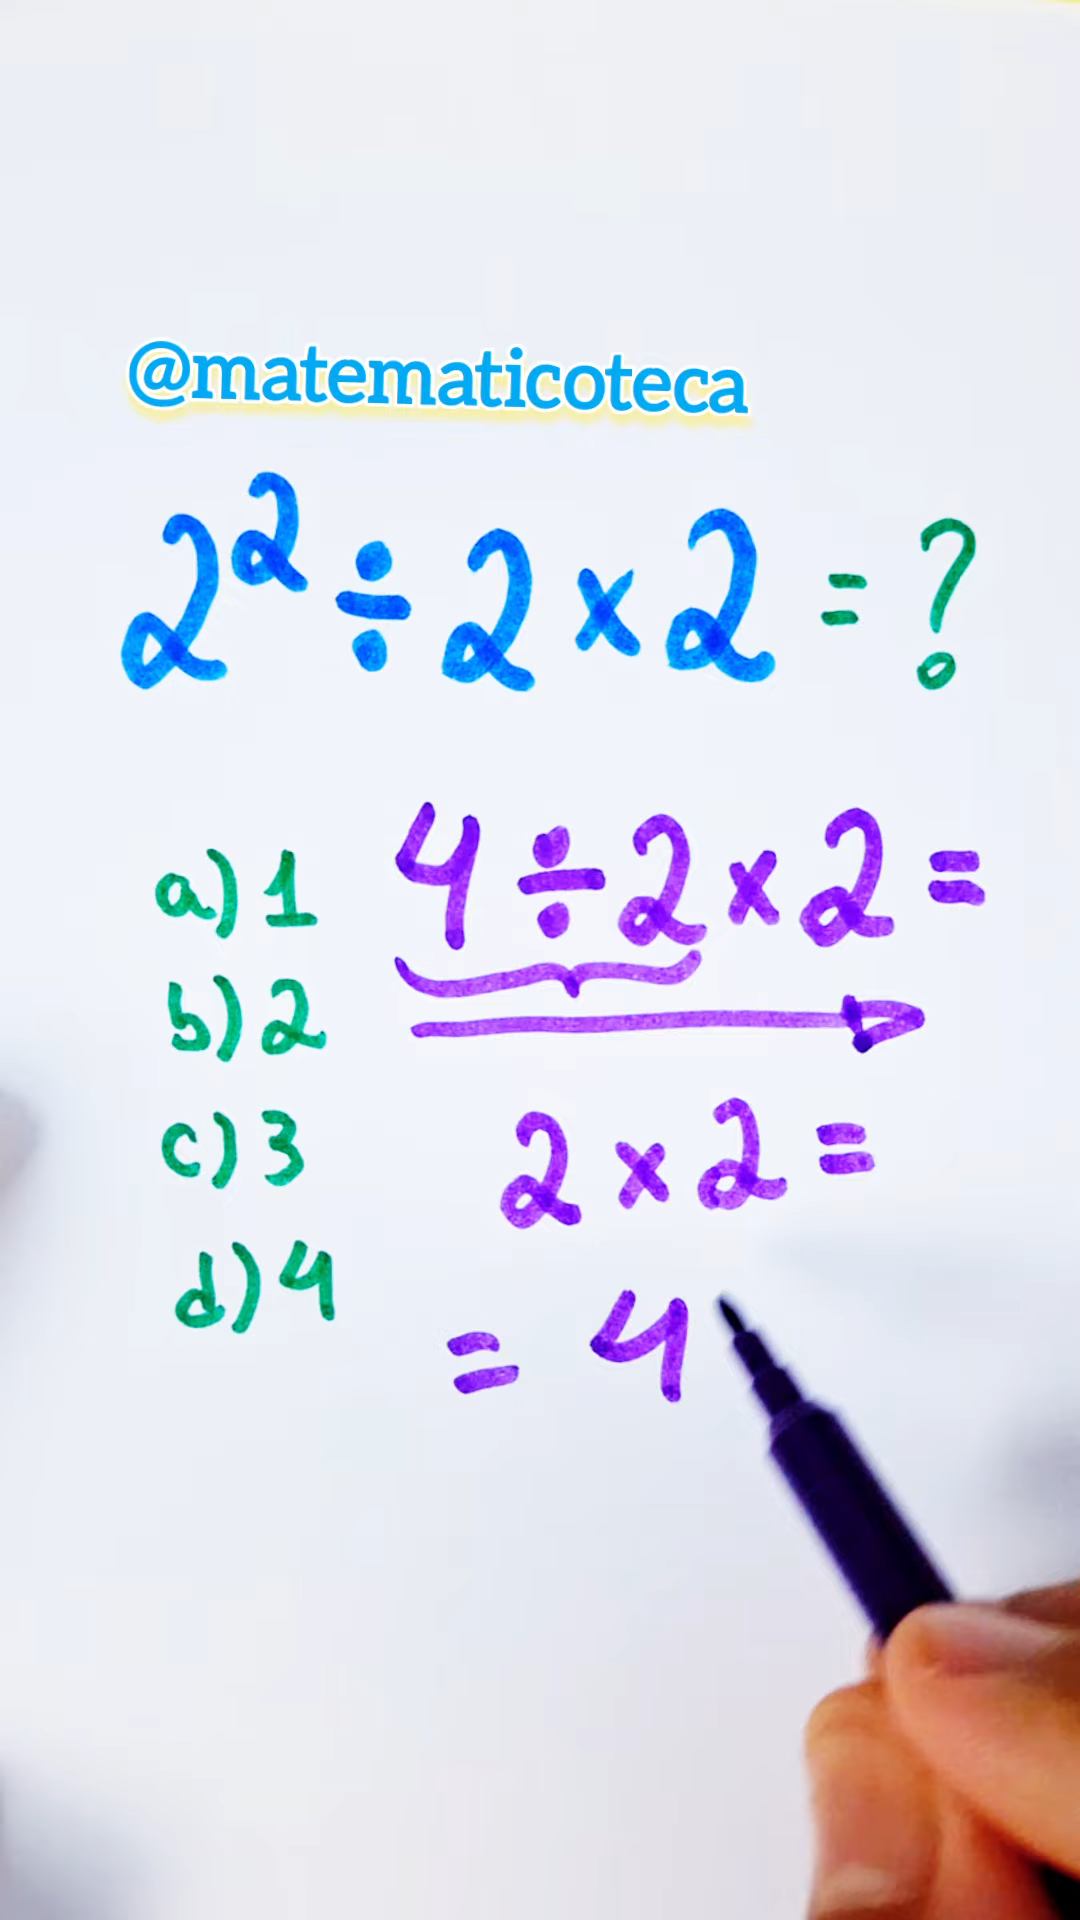 @matematicoteca
2² ÷ 2 × 2 = ?
4 ÷ 2 × 2 =
a) 1
b) 2
2 × 2 =
c) 3
d) 4
= 4